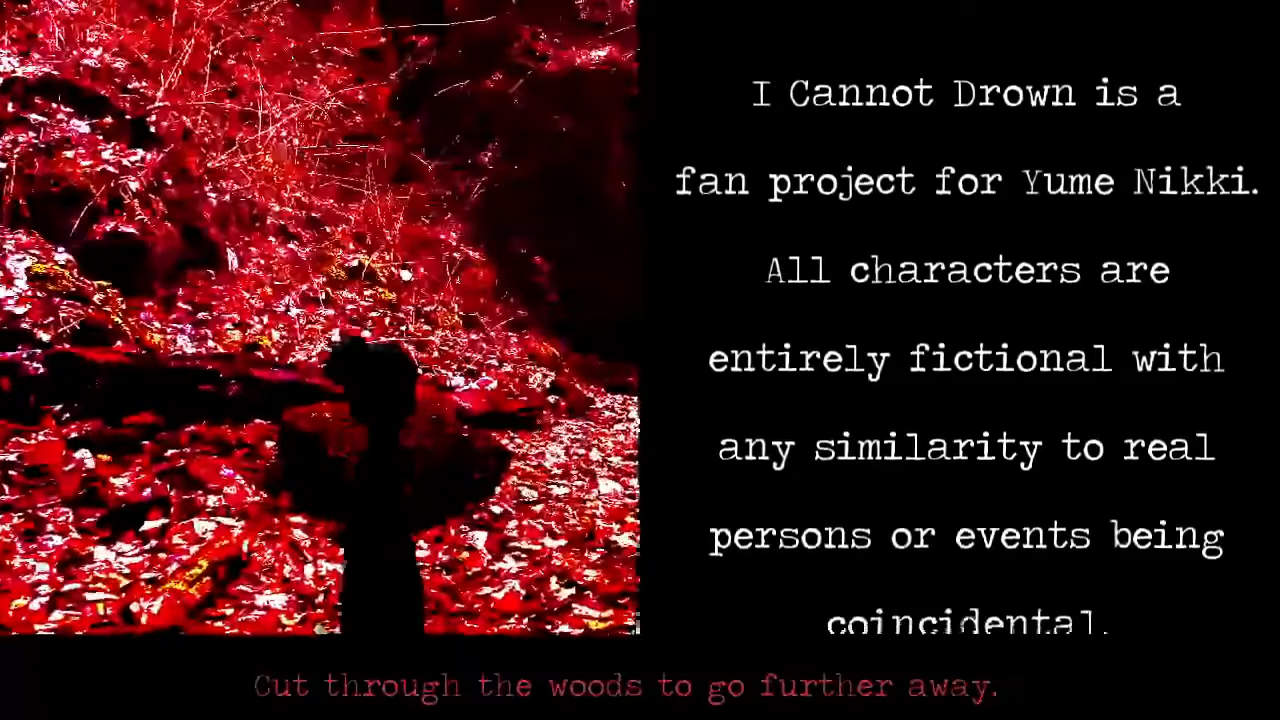 I Cannot Drown is a
fan project for Yume Nikki.
All characters are
entirely fictional with
any similarity to real
persons or events being
coincidental.
Cut through the woods to go further away.